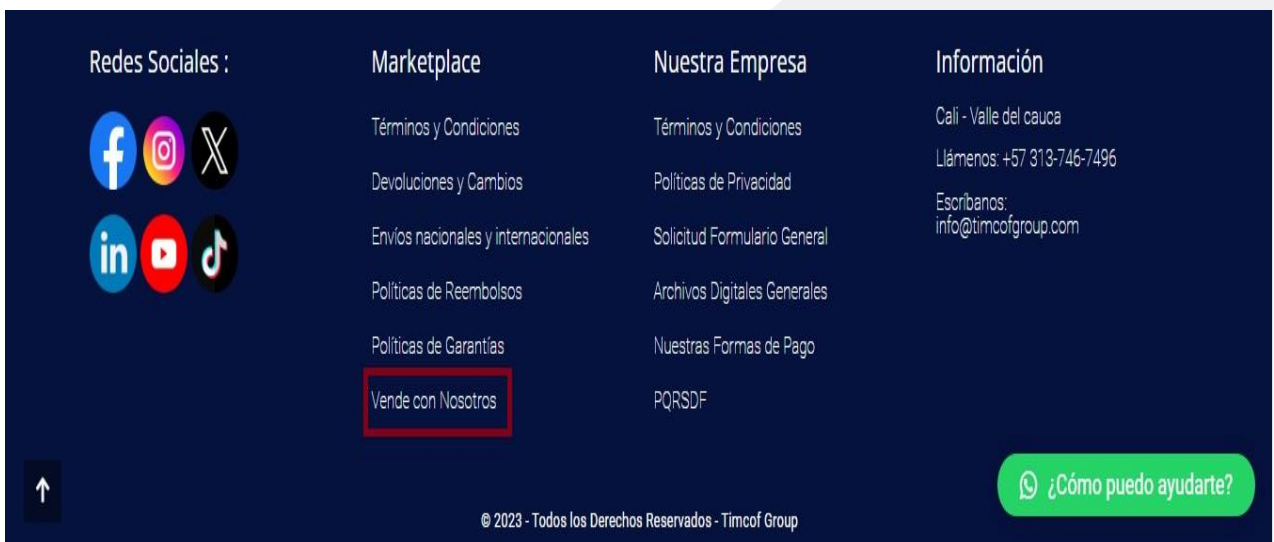 Redes Sociales :
Marketplace
Términos y Condiciones
Devoluciones y Cambios
Envíos nacionales y internacionales
Políticas de Reembolsos
Políticas de Garantías
Vende con Nosotros
Nuestra Empresa
Términos y Condiciones
Políticas de Privacidad
Solicitud Formulario General
Archivos Digitales Generales
Nuestras Formas de Pago
PQRSDF
Información
Cali - Valle del cauca
Llámenos: +57 313-746-7496
Escríbanos:
info@timcofgroup.com
¿Cómo puedo ayudarte?
© 2023 - Todos los Derechos Reservados - Timcof Group